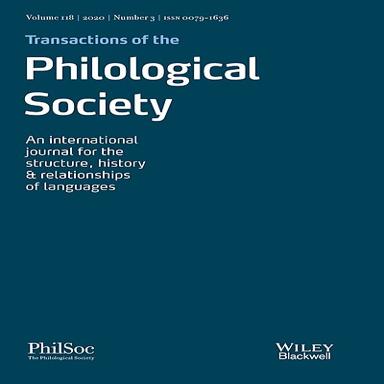 Volume 118 | 2020 | Number 3 | ISSN 0079-1636
Transactions of the
Philological
Society
An international
journal for the
structure, history
& relationships
of languages
PhilSoc
The Philological Society
WILEY
Blackwell